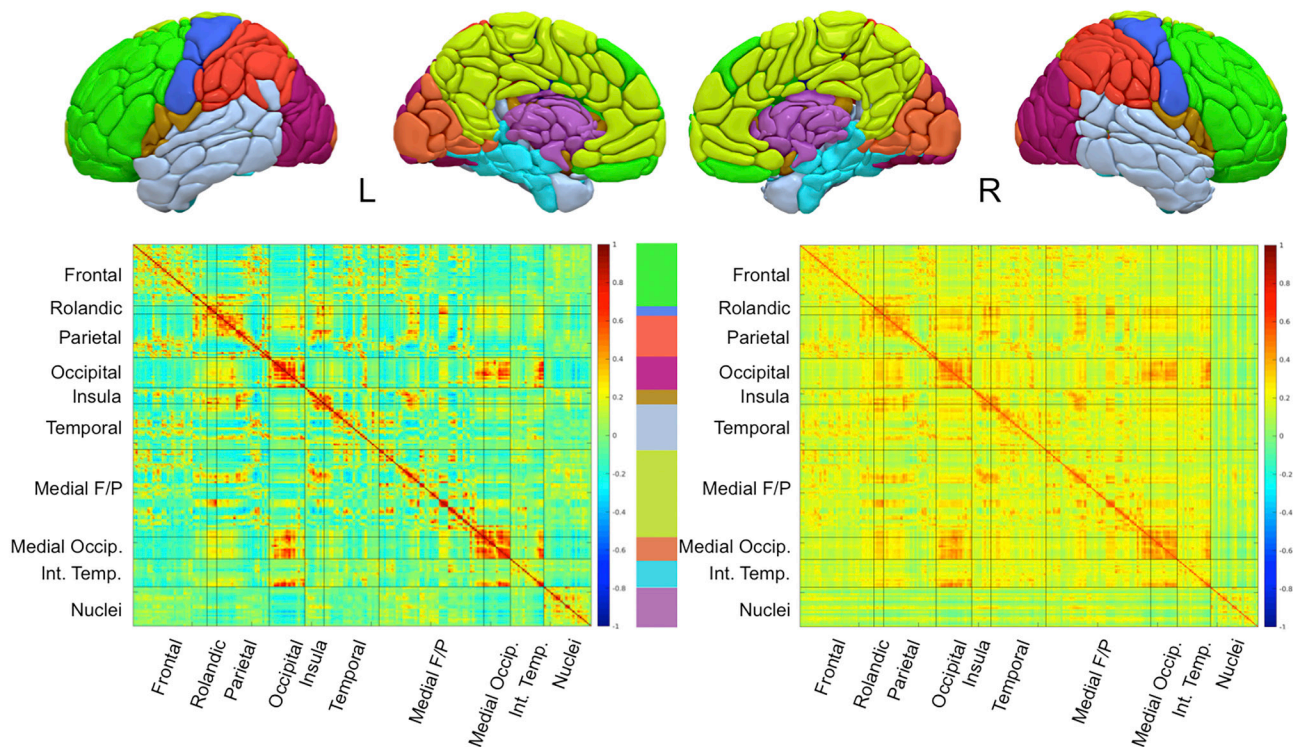 L
R
Frontal
Rolandic
Parietal
Occipital
Insula
Temporal
Medial F/P
Medial Occip.
Int. Temp.
Nuclei
1
0.8
0.6
0.4
0.2
0
-0.2
-0.4
-0.6
-0.8
-1
Frontal
Rolandic
Parietal
Occipital
Insula
Temporal
Medial F/P
Medial Occip.
Int. Temp.
Nuclei
Frontal
Rolandic
Parietal
Occipital
Insula
Temporal
Medial F/P
Medial Occip.
Int. Temp.
Nuclei
1
0.8
0.6
0.4
0.2
0
-0.2
-0.4
-0.6
-0.8
-1
Frontal
Rolandic
Parietal
Occipital
Insula
Temporal
Medial F/P
Medial Occip.
Int. Temp.
Nuclei